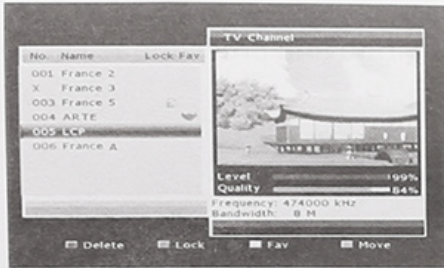 TV Channel
No. Name Lock Fav
001 France 2
X France 3
003 France 5
004 ARTE
005 LCP
006 France A
Level 99%
Quality 84%
Frequency: 474000 kHz
Bandwidth: 8 M
Delete Lock Fav Move